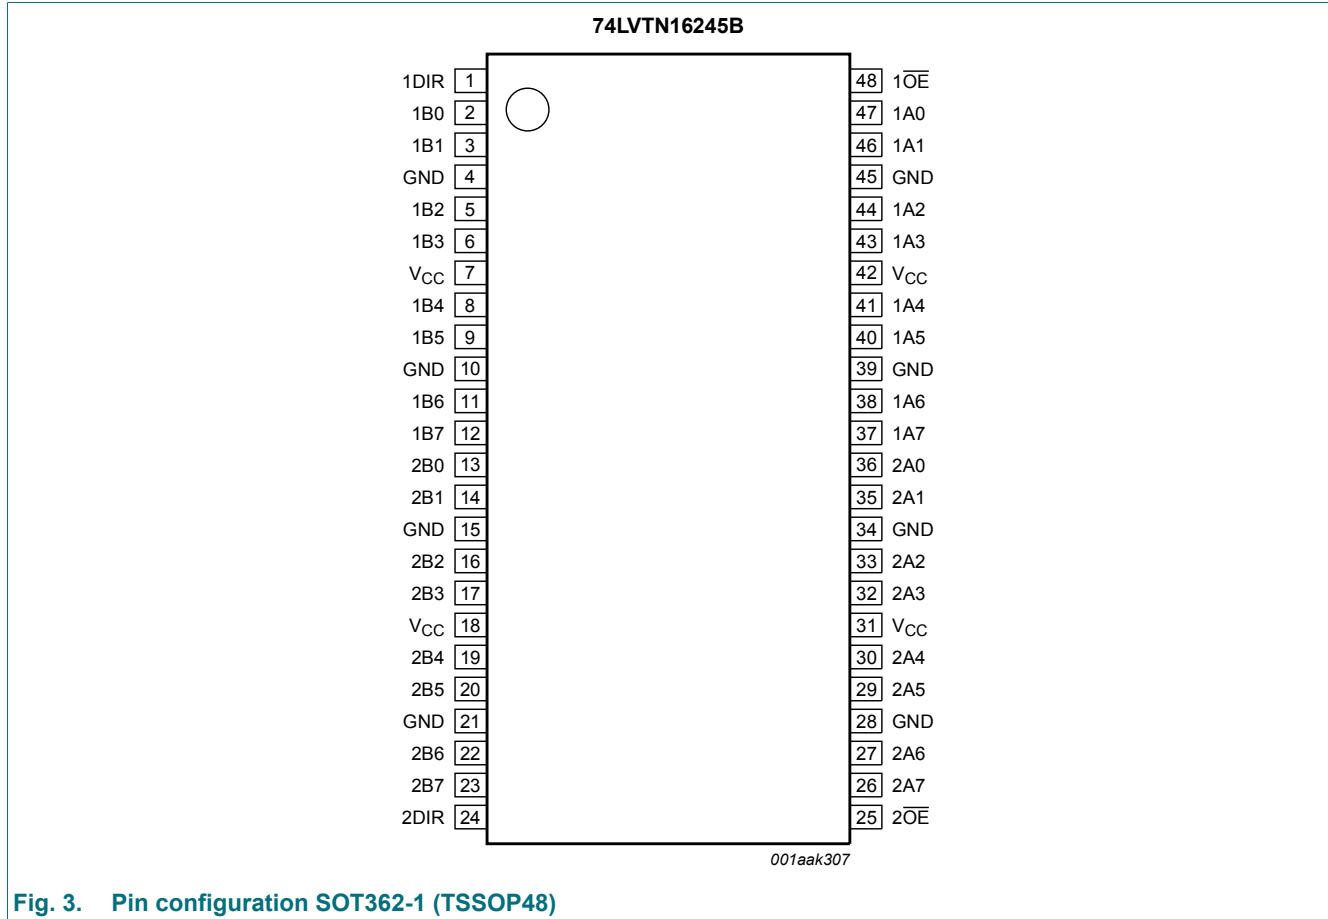 74LVTN16245B
1DIR 1 48 1O̅E̅
1B0 2 47 1A0
1B1 3 46 1A1
GND 4 45 GND
1B2 5 44 1A2
1B3 6 43 1A3
VCC 7 42 VCC
1B4 8 41 1A4
1B5 9 40 1A5
GND 10 39 GND
1B6 11 38 1A6
1B7 12 37 1A7
2B0 13 36 2A0
2B1 14 35 2A1
GND 15 34 GND
2B2 16 33 2A2
2B3 17 32 2A3
VCC 18 31 VCC
2B4 19 30 2A4
2B5 20 29 2A5
GND 21 28 GND
2B6 22 27 2A6
2B7 23 26 2A7
2DIR 24 25 2O̅E̅
001aak307
Fig. 3. Pin configuration SOT362-1 (TSSOP48)